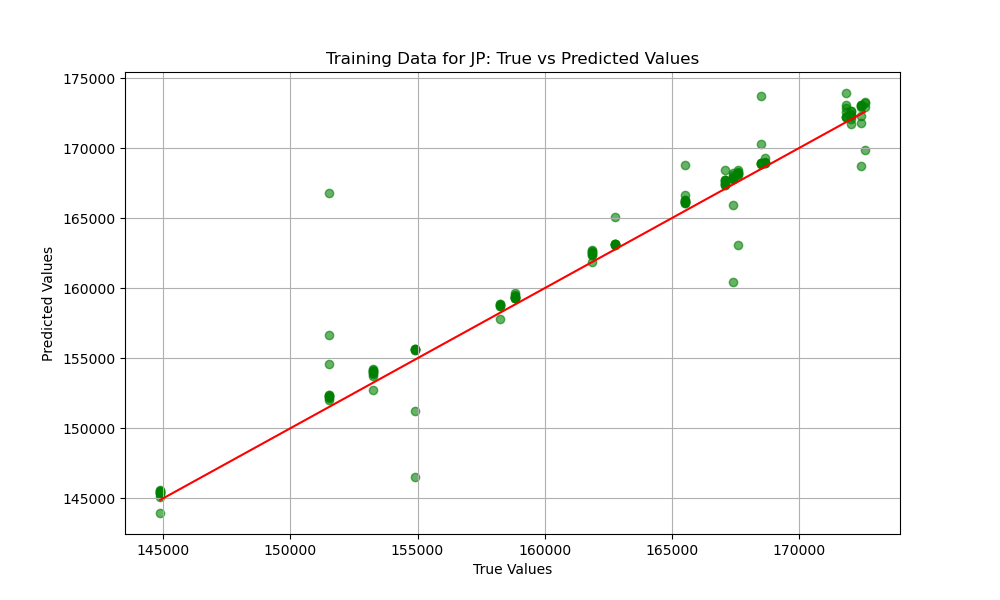 Training Data for JP: True vs Predicted Values
175000
170000
165000
160000
155000
150000
145000
Predicted Values
145000 150000 155000 160000 165000 170000
True Values